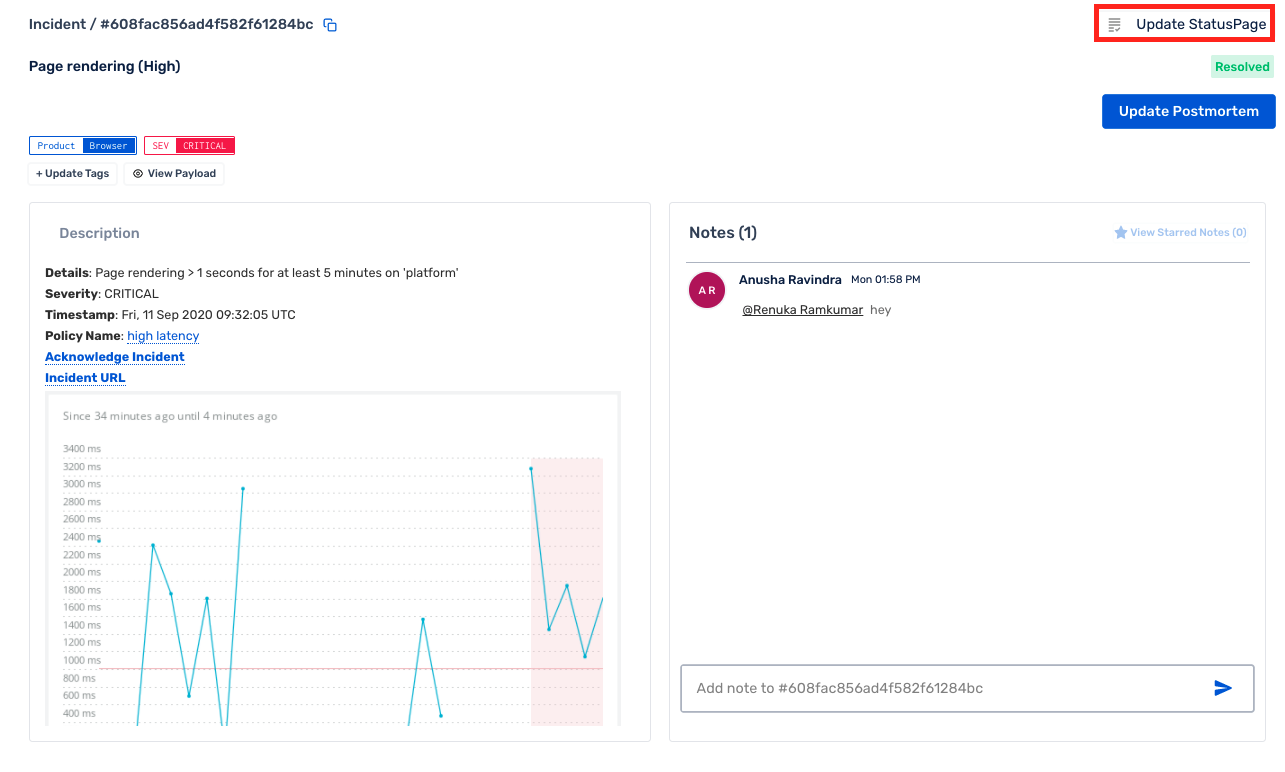 Incident / #608fac856ad4f582f61284bc
Update StatusPage
Page rendering (High)
Resolved
Update Postmortem
Product Browser
SEV CRITICAL
+ Update Tags
View Payload
Description
Details: Page rendering > 1 seconds for at least 5 minutes on 'platform'
Severity: CRITICAL
Timestamp: Fri, 11 Sep 2020 09:32:05 UTC
Policy Name: high latency
Acknowledge Incident
Incident URL
Since 34 minutes ago until 4 minutes ago
3400 ms
3200 ms
3000 ms
2800 ms
2600 ms
2400 ms
2200 ms
2000 ms
1800 ms
1600 ms
1400 ms
1200 ms
1000 ms
800 ms
600 ms
400 ms
Notes (1)
View Starred Notes (0)
A R
Anusha Ravindra Mon 01:58 PM
@Renuka Ramkumar hey
Add note to #608fac856ad4f582f61284bc